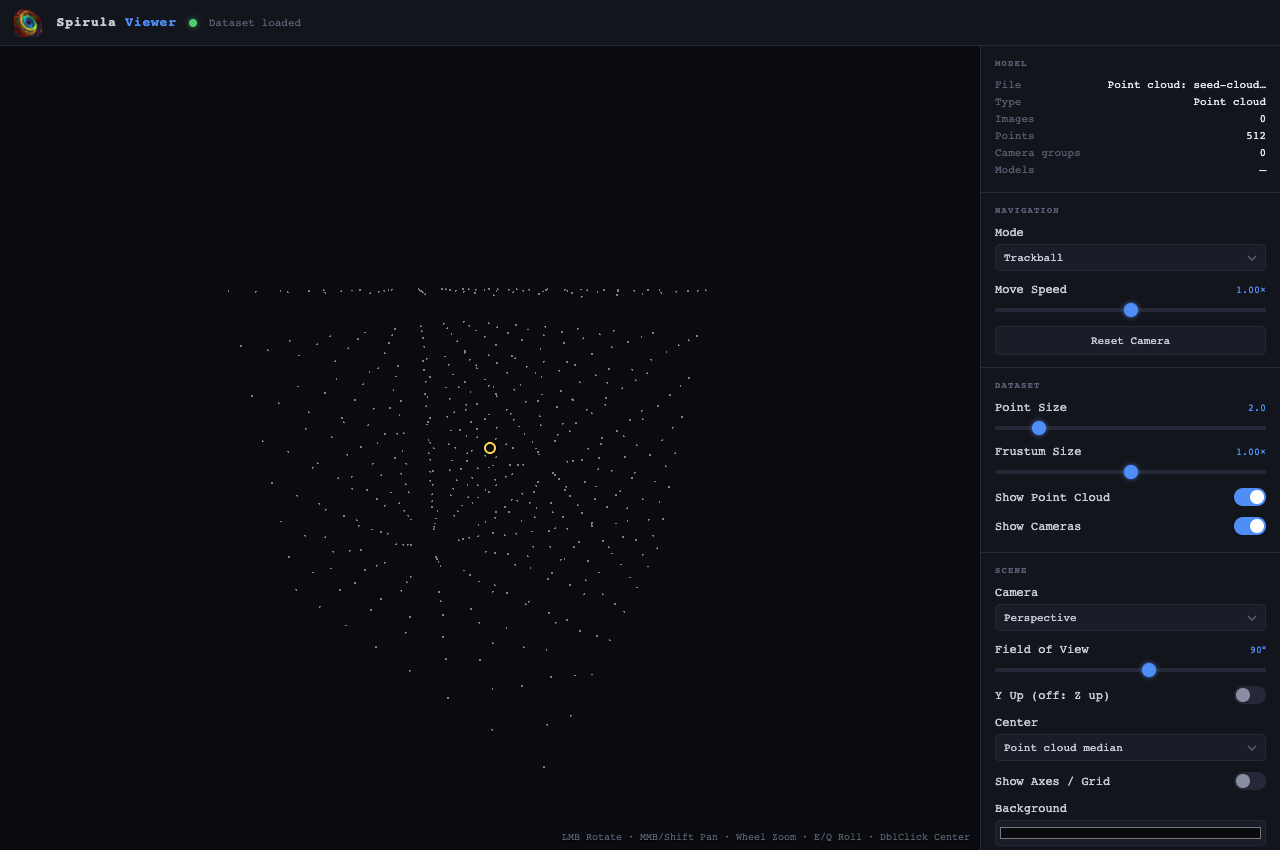 Spirula Viewer Dataset loaded
MODEL
File Point cloud: seed-cloud…
Type Point cloud
Images 0
Points 512
Camera groups 0
Models —
NAVIGATION
Mode
Trackball
Move Speed 1.00×
Reset Camera
DATASET
Point Size 2.0
Frustum Size 1.00×
Show Point Cloud
Show Cameras
SCENE
Camera
Perspective
Field of View 90°
Y Up (off: Z up)
Center
Point cloud median
Show Axes / Grid
Background
LMB Rotate · MMB/Shift Pan · Wheel Zoom · E/Q Roll · DblClick Center